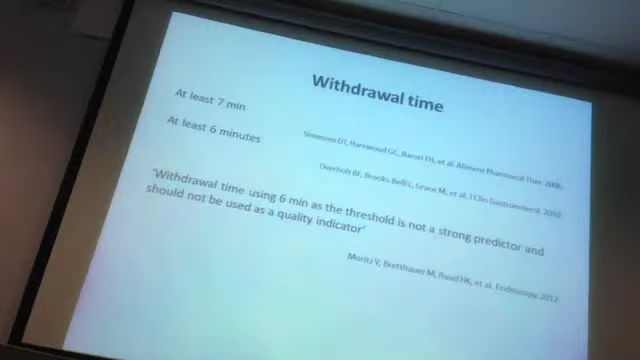 Withdrawal time
At least 7 min
Simmons DT, Harewood GC, Baron TH, et al. Aliment Pharmacol Ther. 2006.
At least 6 minutes
Overholt BF, Brooks-Belli L, Grace M, et al. J Clin Gastroenterol. 2010.
'Withdrawal time using 6 min as the threshold is not a strong predictor and
should not be used as a quality indicator'
Moritz V, Bretthauer M, Ruud HK, et al. Endoscopy. 2012.